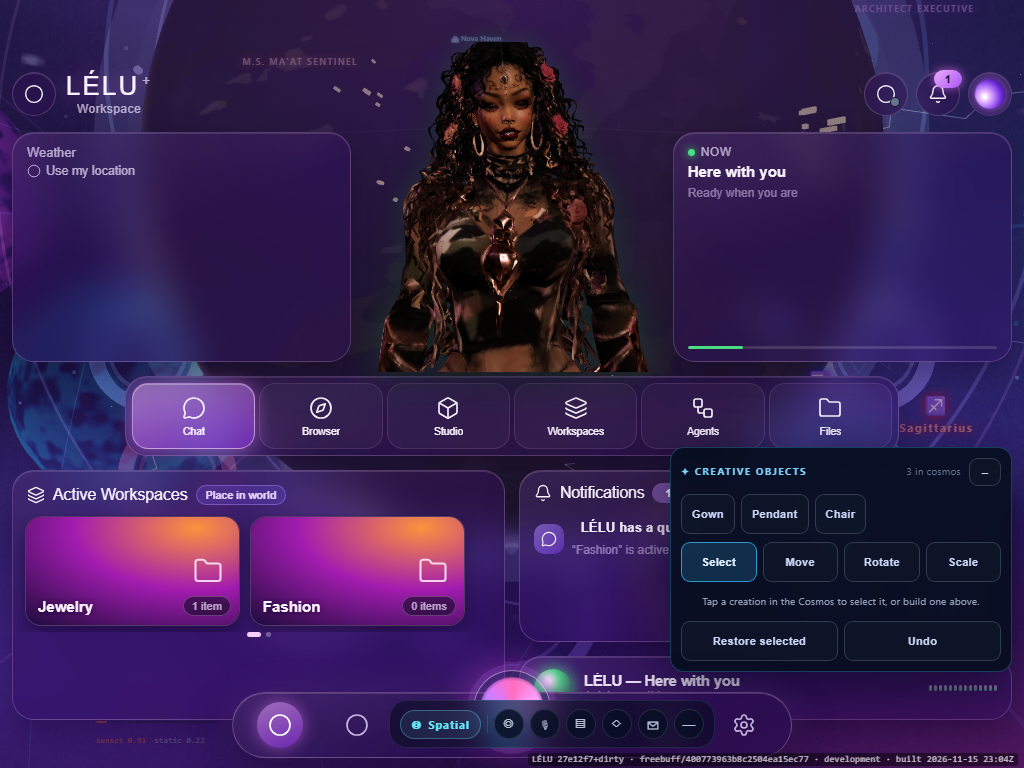 ARCHITECT EXECUTIVE
Nova Haven
M.S. MA'AT SENTINEL
LÉLU+
Workspace
1
Weather
Use my location
NOW
Here with you
Ready when you are
Chat
Browser
Studio
Workspaces
Agents
Files
Sagittarius
Active Workspaces
Place in world
Jewelry
1 item
Fashion
0 items
Notifications
1
LÉLU has a qu
"Fashion" is active
✦ CREATIVE OBJECTS
3 in cosmos
–
Gown
Pendant
Chair
Select
Move
Rotate
Scale
Tap a creation in the Cosmos to select it, or build one above.
Restore selected
Undo
LÉLU — Here with you
Spatial
sunset 0.93 static 0.22
LÉLU 27e12f7+dirty · freebuff/400773963b8c2504ea15ec77 · development · built 2026-11-15 23:04Z